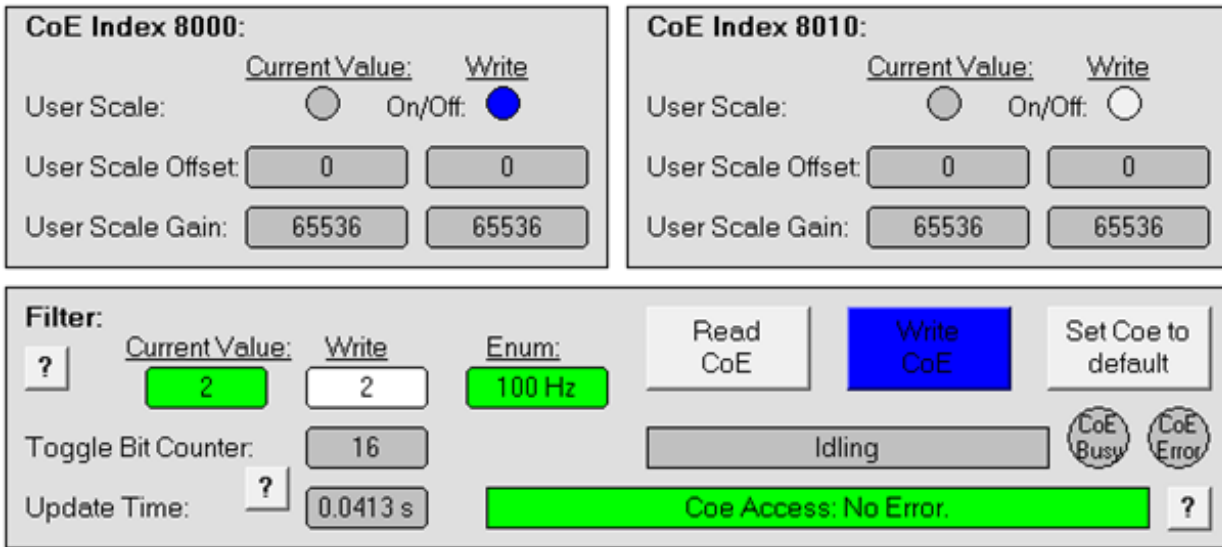 CoE Index 8000:
Current Value: Write
User Scale: On/Off:
User Scale Offset: 0 0
User Scale Gain: 65536 65536
CoE Index 8010:
Current Value: Write
User Scale: On/Off:
User Scale Offset: 0 0
User Scale Gain: 65536 65536
Filter:
? Current Value: Write Enum:
2 2 100 Hz
Read CoE
Write CoE
Set Coe to default
Toggle Bit Counter: 16
Idling
CoE Busy
CoE Error
Update Time: ? 0.0413 s
Coe Access: No Error. ?